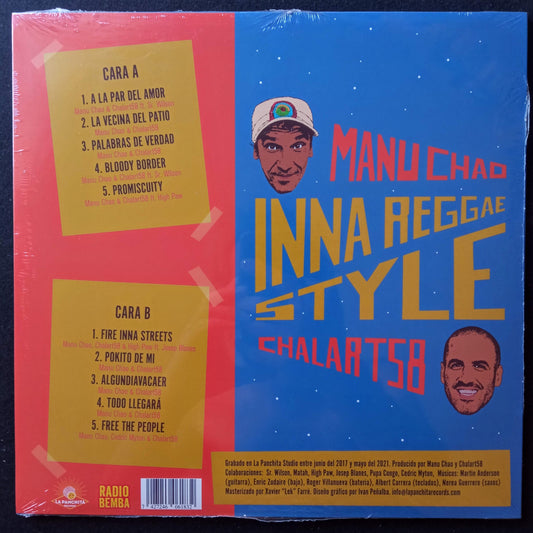 CARA A
1. A LA PAR DEL AMOR
Manu Chao & Chalart58 ft. Sr. Wilson
2. LA VECINA DEL PATIO
Manu Chao & Chalart58
3. PALABRAS DE VERDAD
Manu Chao & Chalart58
4. BLOODY BORDER
Manu Chao & Chalart58 ft. Sr. Wilson
5. PROMISCUITY
Manu Chao & Chalart58 ft. High Paw
CARA B
1. FIRE INNA STREETS
Manu Chao, Chalart58 & High Paw ft. Josep Blanes
2. POKITO DE MI
Manu Chao & Chalart58
3. ALGUNDIAVACAER
Manu Chao & Chalart58
4. TODO LLEGARÁ
Manu Chao & Chalart58
5. FREE THE PEOPLE
Manu Chao, Cedric Myton & Chalart58
MANU CHAO
INNA REGGAE
STYLE
CHALART58
Grabado en La Panchita Studio entre junio del 2017 y mayo del 2021. Producido por Manu Chao y Chalart58
Colaboraciones: Sr. Wilson, Matah, High Paw, Josep Blanes, Pupa Congo, Cedric Myton, Músicos: Martin Anderson
(guitarra), Enric Zudaire (bajo), Roger Villanueva (batería), Albert Carrera (teclados), Nerea Guerrero (saxos)
Masterizado por Xavier "Lek" Farré. Diseño gráfico por Ivan Peñalba. info@lapanchitarecords.com
LA PANCHITA
RADIO
BEMBA